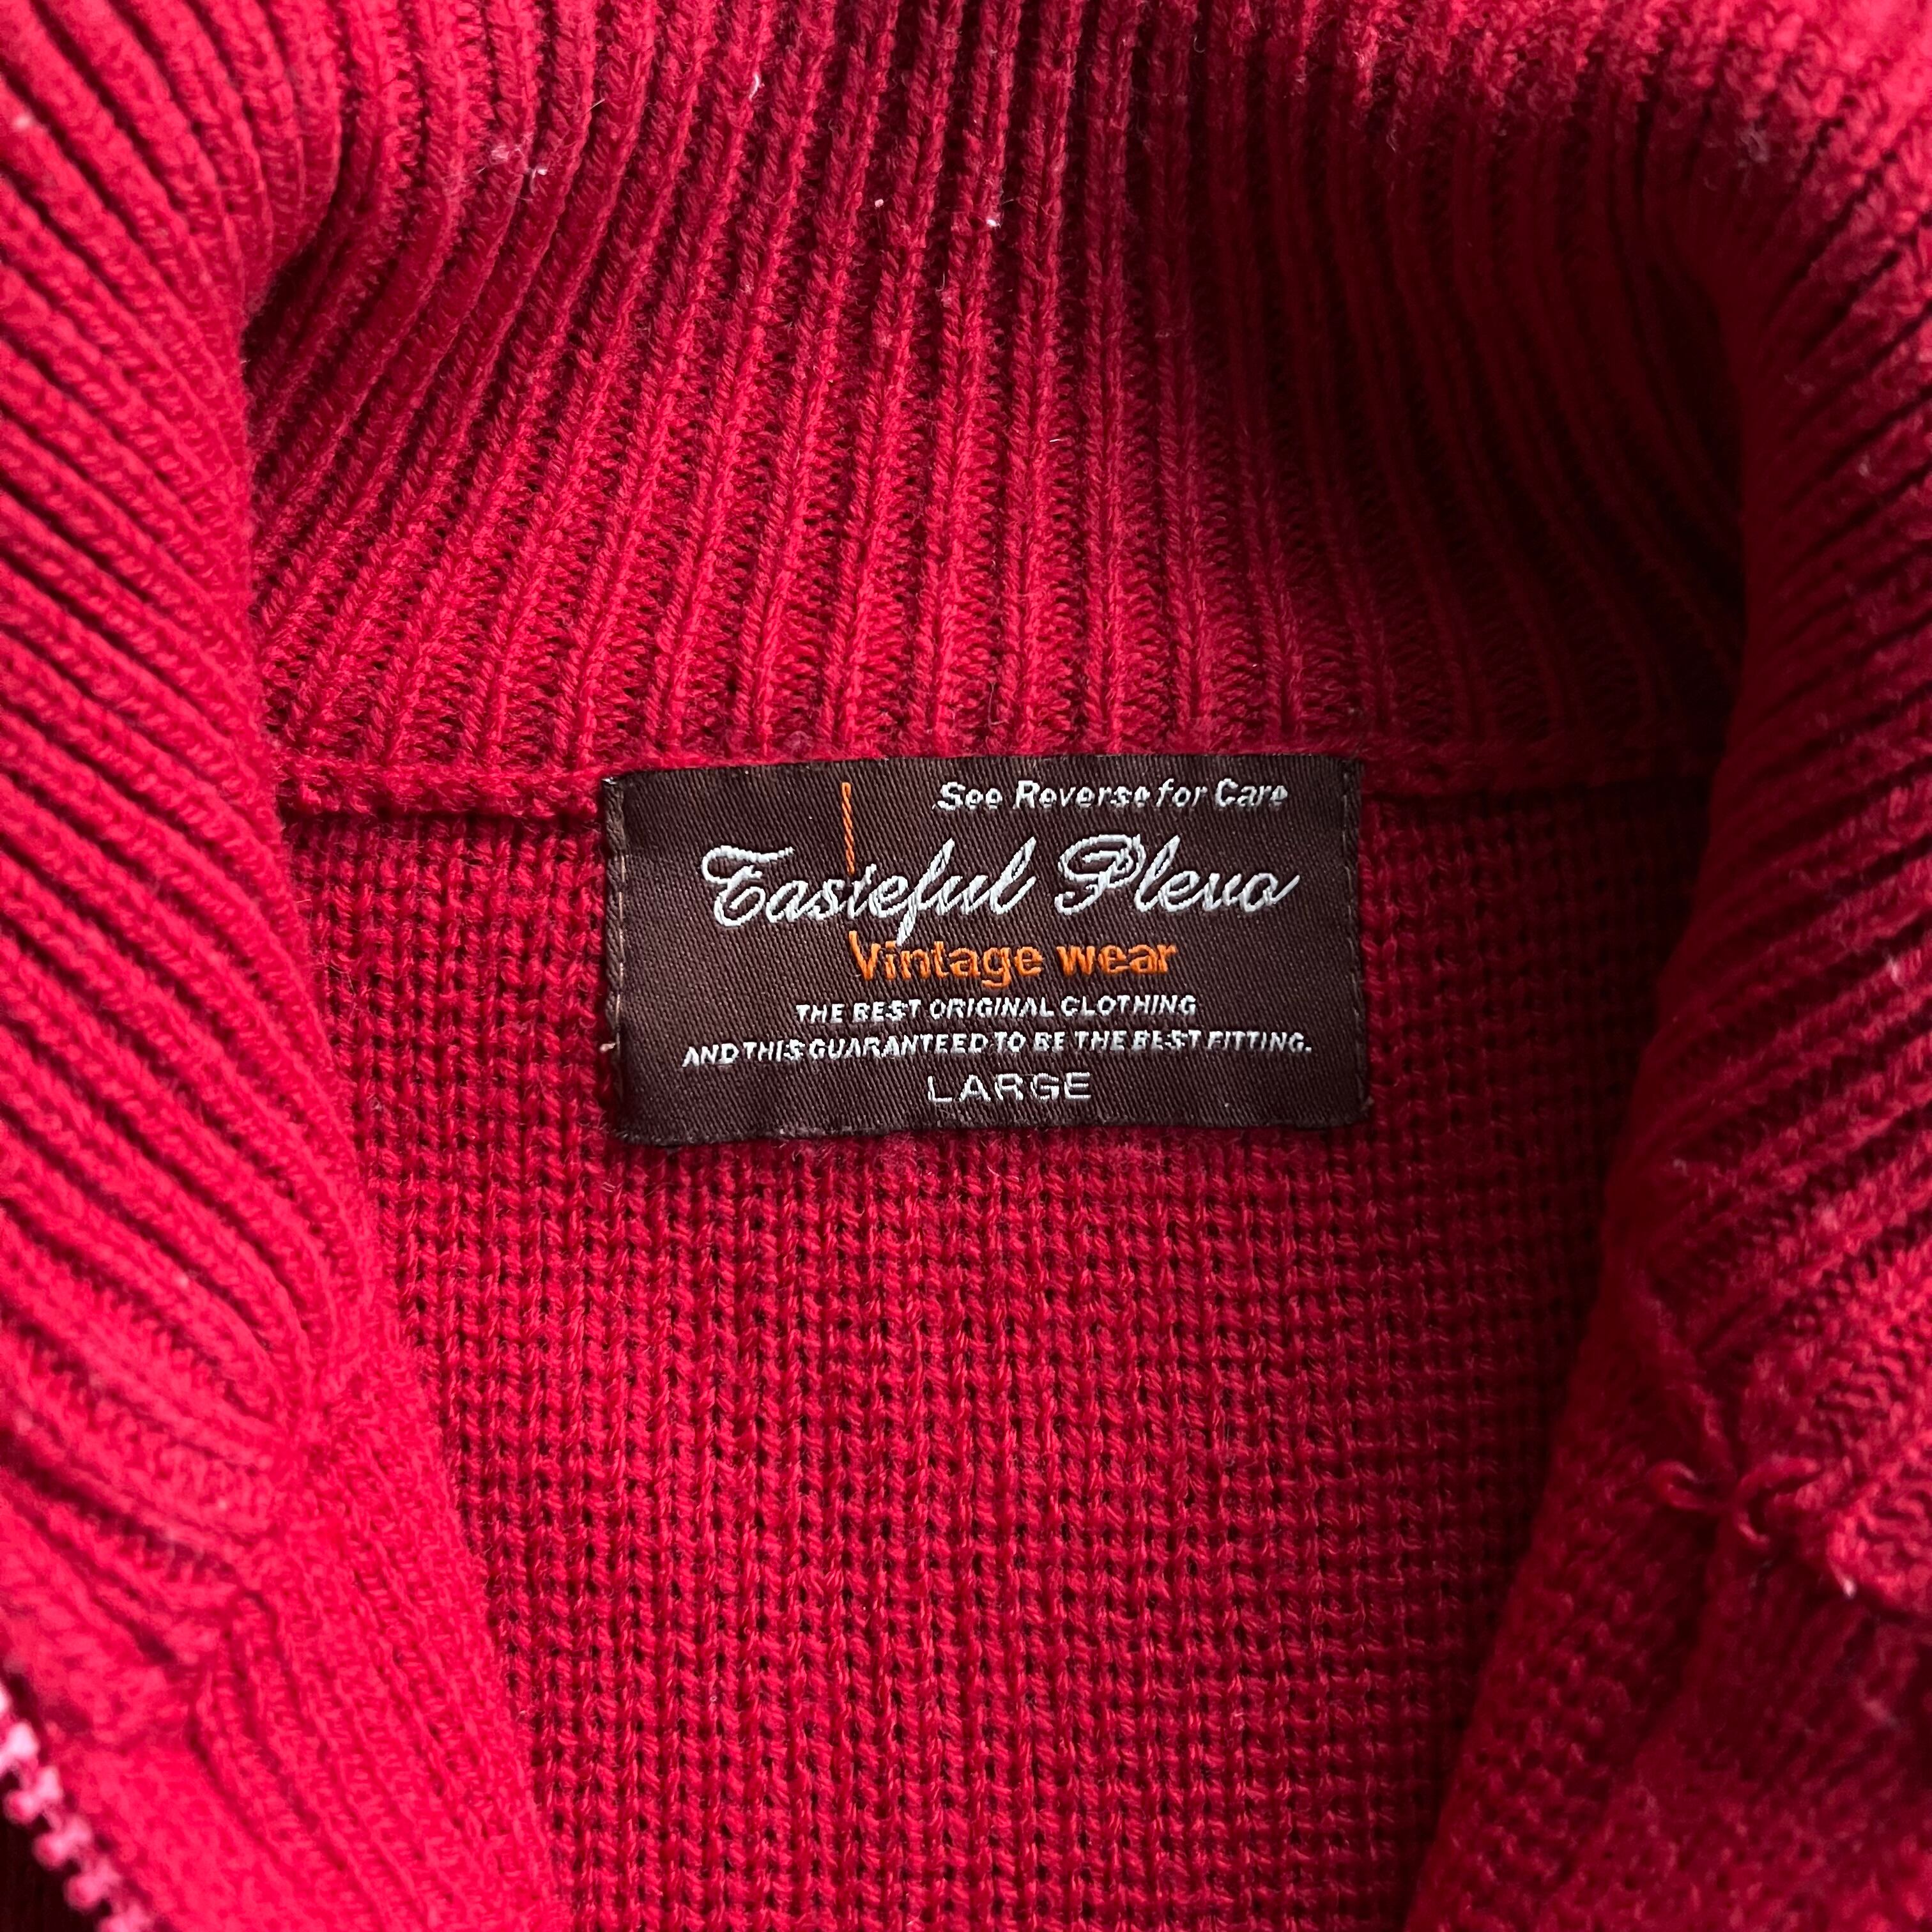 See Reverse for Care
Tasteful Plevo
Vintage wear
THE BEST ORIGINAL CLOTHING
AND THIS GUARANTEED TO BE THE BEST FITTING.
LARGE